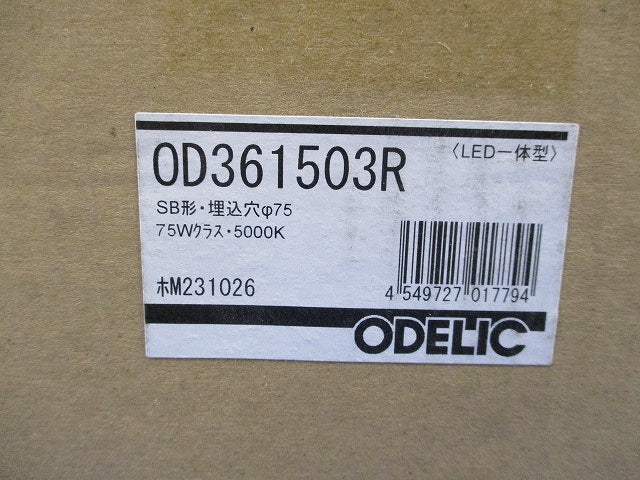 OD361503R
〈LED一体型〉
SB形・埋込穴φ75
75Wクラス・5000K
ホM231026
4 549727 017794
ODELIC